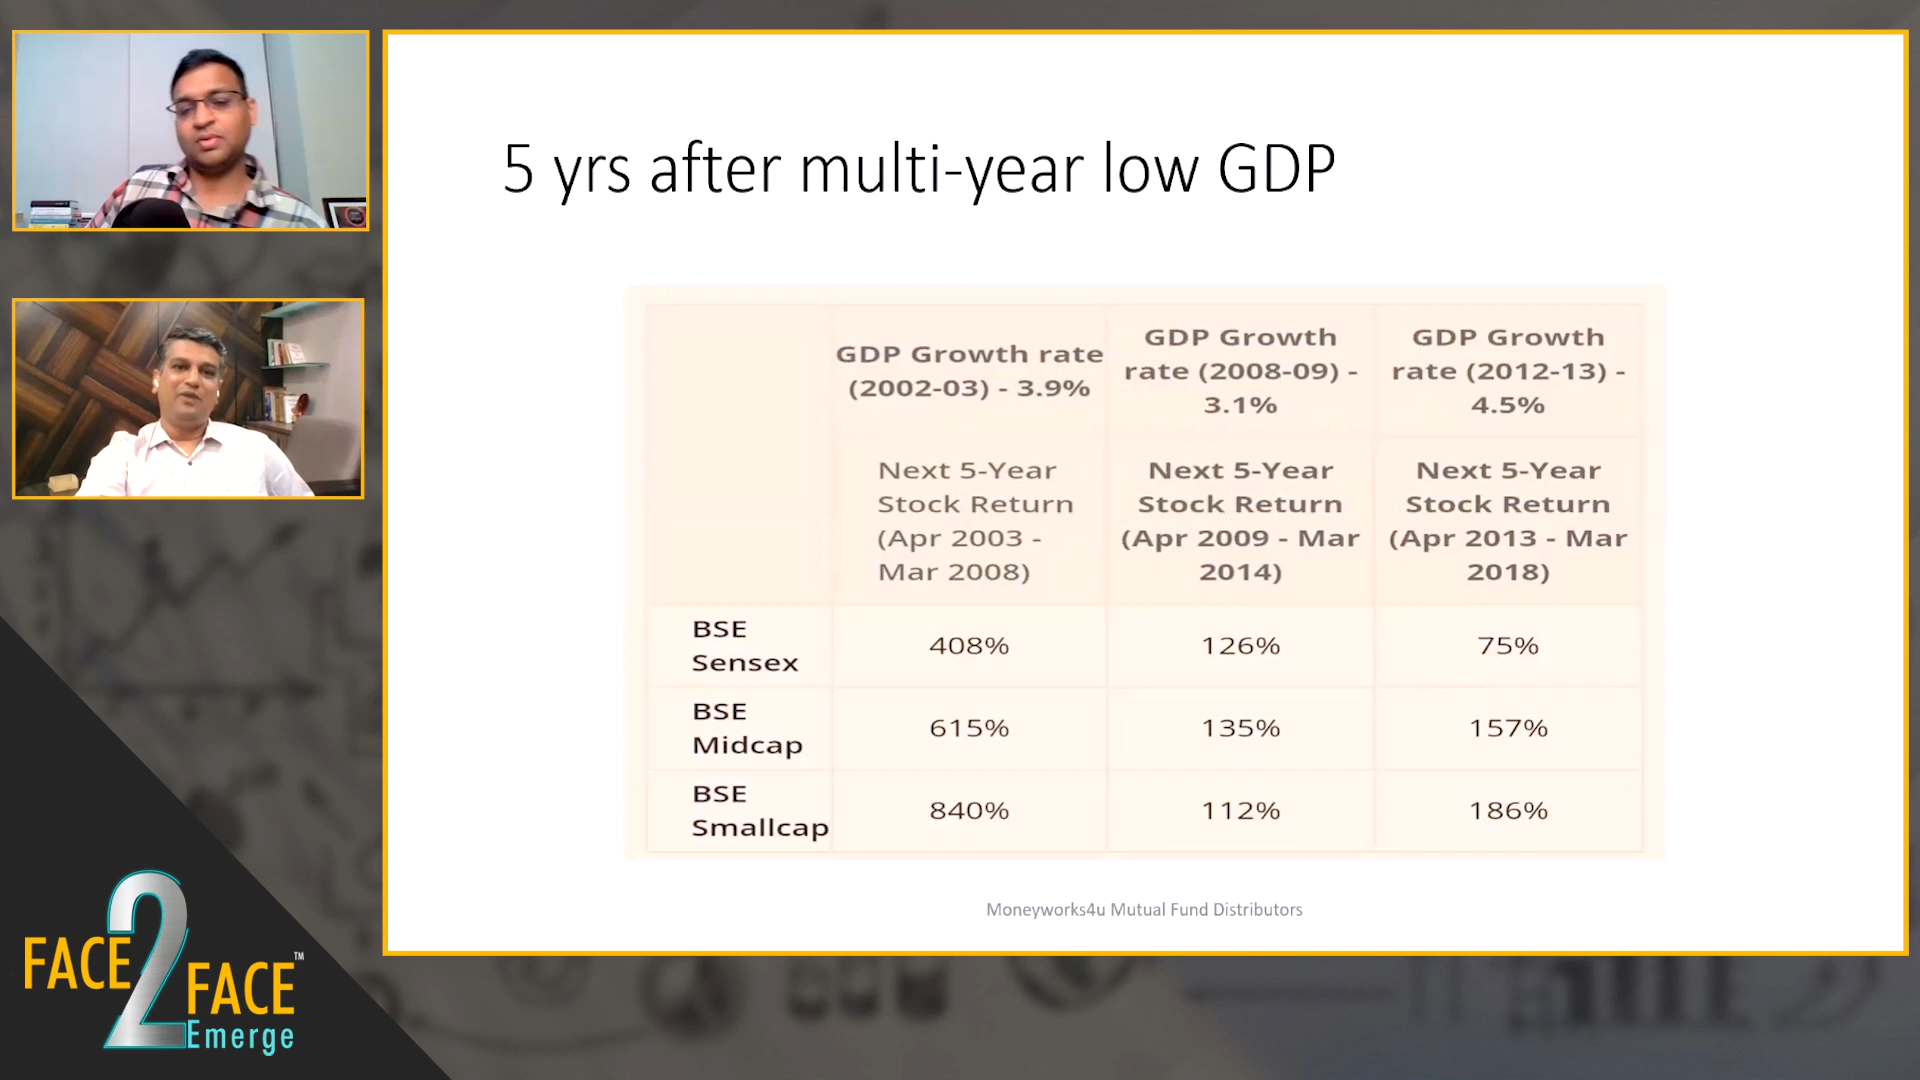 5 yrs after multi-year low GDP
GDP Growth rate
(2002-03) - 3.9%
GDP Growth
rate (2008-09) -
3.1%
GDP Growth
rate (2012-13) -
4.5%
Next 5-Year
Stock Return
(Apr 2003 -
Mar 2008)
Next 5-Year
Stock Return
(Apr 2009 - Mar
2014)
Next 5-Year
Stock Return
(Apr 2013 - Mar
2018)
BSE
Sensex
408%
126%
75%
BSE
Midcap
615%
135%
157%
BSE
Smallcap
840%
112%
186%
Moneyworks4u Mutual Fund Distributors
FACE
2
FACE™
Emerge